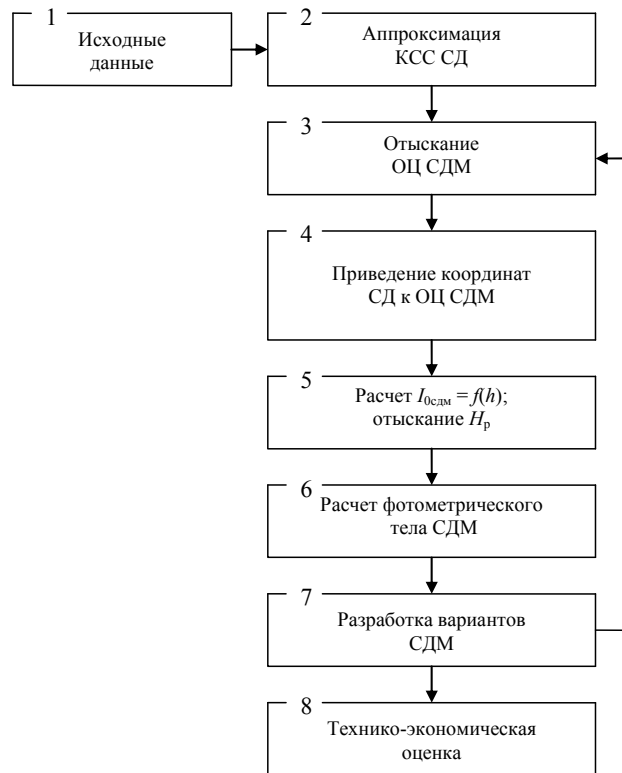 1
Исходные
данные
2
Аппроксимация
КСС СД
3
Отыскание
ОЦ СДМ
4
Приведение координат
СД к ОЦ СДМ
5
Расчет I₀сдм = f(h);
отыскание Hр
6
Расчет фотометрического
тела СДМ
7
Разработка вариантов
СДМ
8
Технико-экономическая
оценка